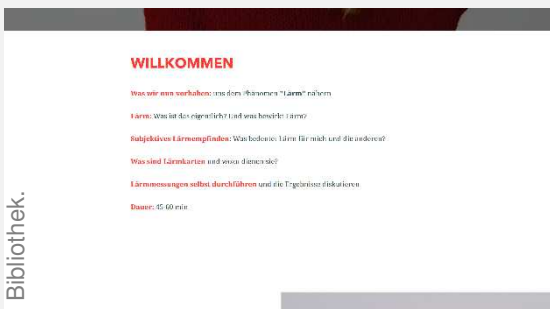 WILLKOMMEN
Was wir nun vorhaben: uns dem Phänomen "Lärm" nähern
Lärm: Was ist das eigentlich? Und was bewirkt Lärm?
Subjektives Lärmempfinden: Was bedeutet Lärm für mich und die anderen?
Was sind Lärmkarten und wozu dienen sie?
Lärmmessungen selbst durchführen und die Ergebnisse diskutieren
Dauer: 45-60 min
Bibliothek.